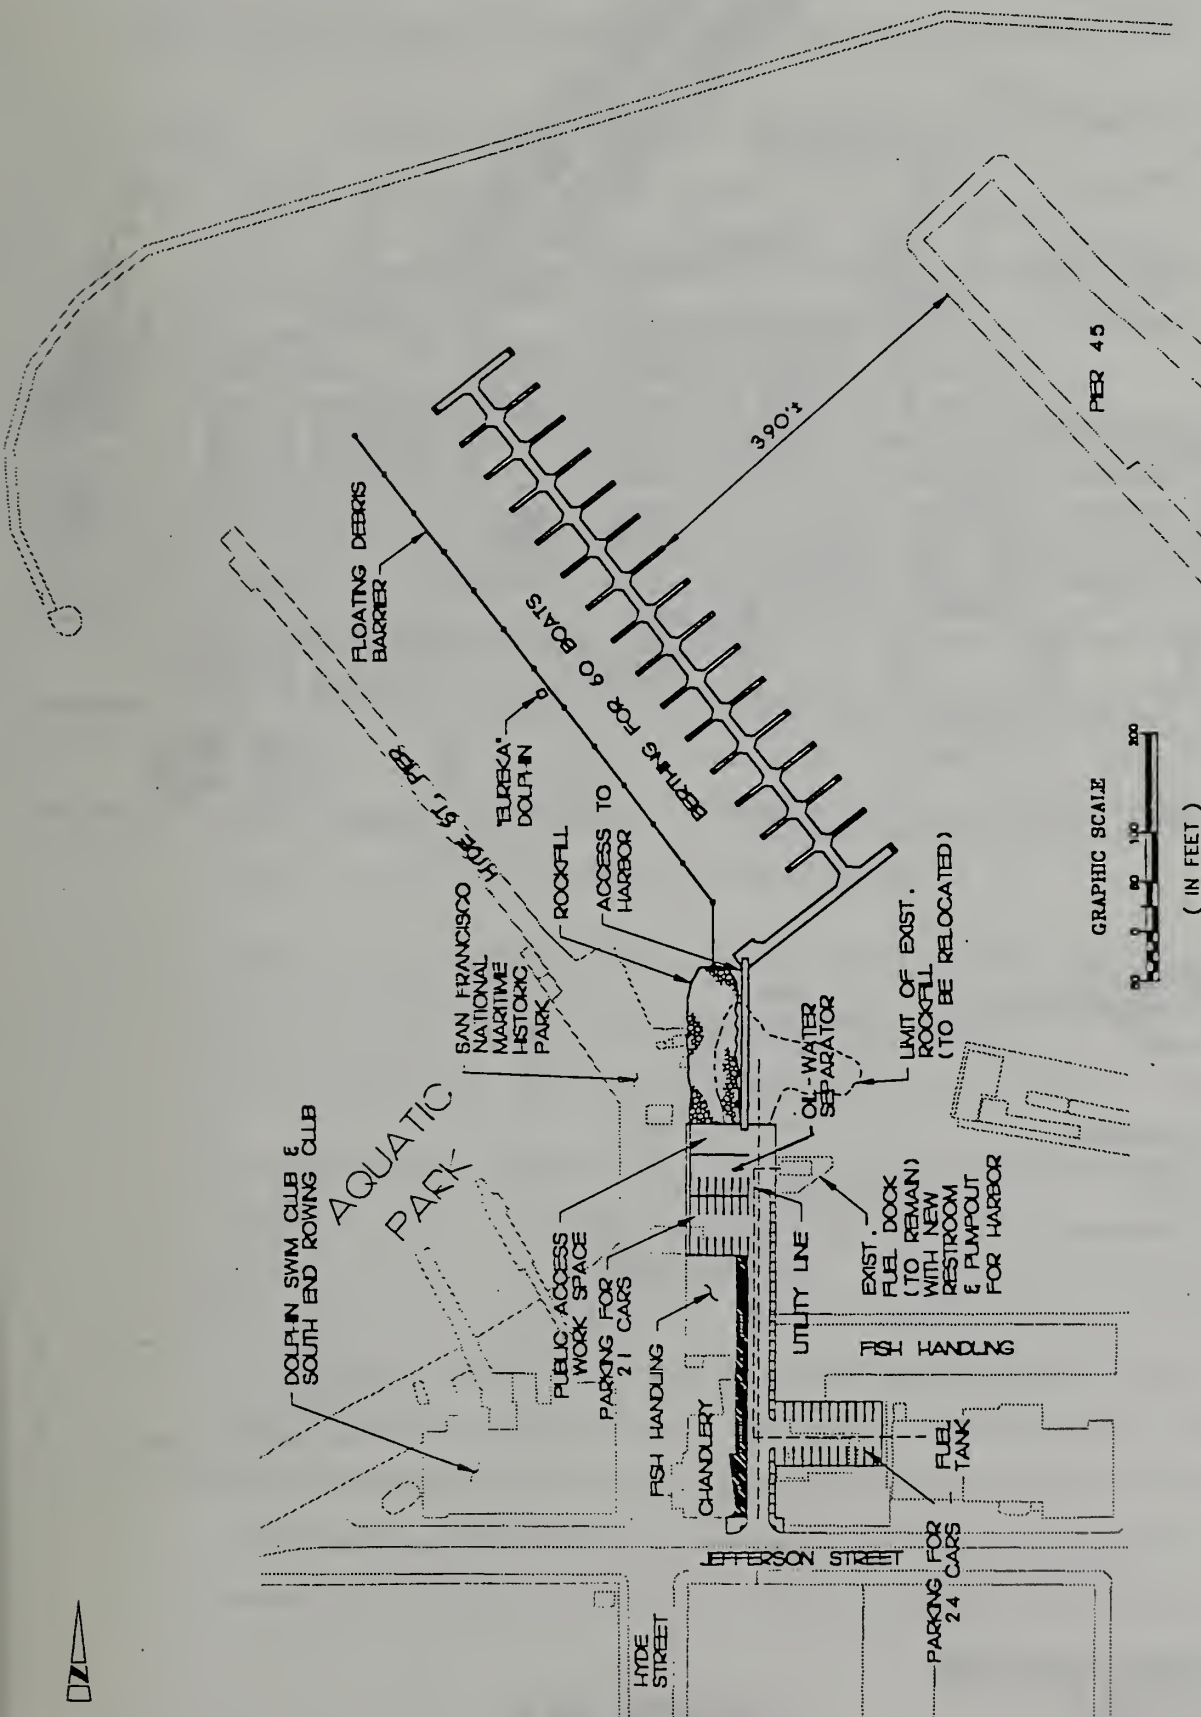 FLOATING DEBRIS
BARRIER
390'±
PIER 45
HYDE ST. PIER
"EUREKA"
DOLPHIN
BERTHING FOR 60 BOATS
ROCKFILL
ACCESS TO
HARBOR
SAN FRANCISCO
NATIONAL
MARITIME
HISTORIC
PARK
DOLPHIN SWIM CLUB &
SOUTH END ROWING CLUB
AQUATIC
PARK
PUBLIC ACCESS
WORK SPACE
PARKING FOR
21 CARS
FISH HANDLING
CHANDLERY
OIL-WATER
SEPARATOR
UTILITY LINE
LIMIT OF EXIST.
ROCKFILL
(TO BE RELOCATED)
EXIST.
FUEL DOCK
(TO REMAIN)
WITH NEW
RESTROOM
& PUMPOUT
FOR HARBOR
FISH HANDLING
FUEL
TANK
PARKING FOR
24 CARS
JEFFERSON STREET
HYDE
STREET
GRAPHIC SCALE
50 0 50 100 200
( IN FEET )
N